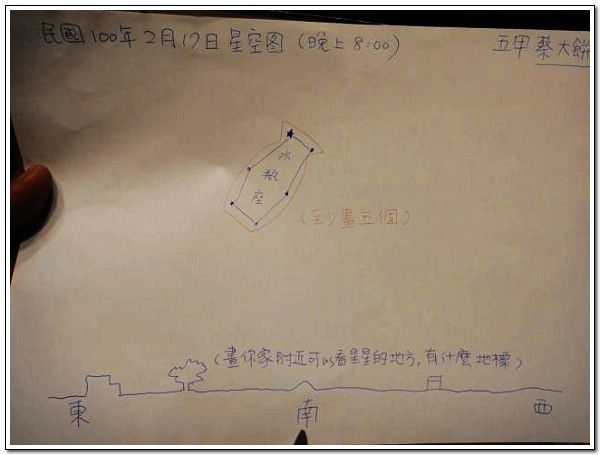 民國100年2月17日星空图 (晚上8:00)
五甲 蔡大餅
水
瓶
座
(至少畫五個)
(畫你家附近可以看星星的地方,有什麼地標)
東 南 西